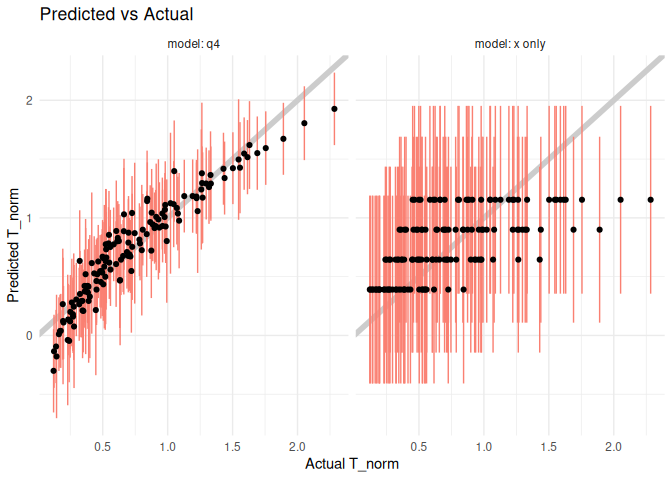 Predicted vs Actual
model: q4
model: x only
2
1
0
Predicted T_norm
0.5
1.0
1.5
2.0
0.5
1.0
1.5
2.0
Actual T_norm